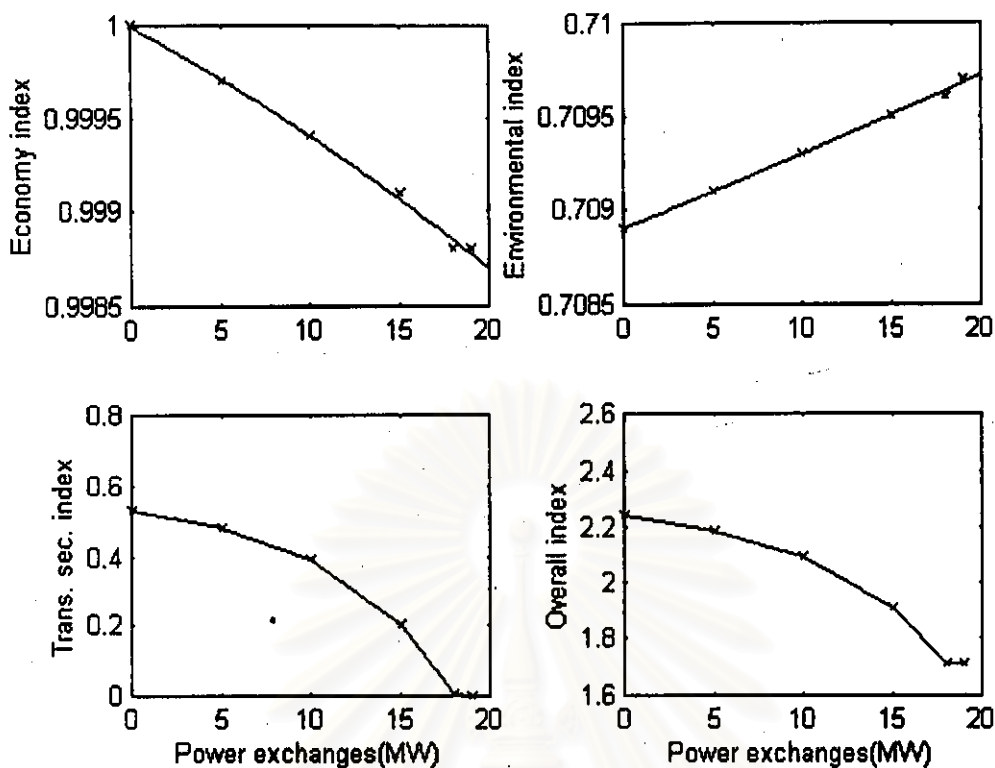 1
0.9995
0.999
0.9985
Economy index
0 5 10 15 20
0.71
0.7095
0.709
0.7085
Environmental index
0 5 10 15 20
0.8
0.6
0.4
0.2
0
Trans. sec. index
0 5 10 15 20
Power exchanges(MW)
2.6
2.4
2.2
2
1.8
1.6
Overall index
0 5 10 15 20
Power exchanges(MW)